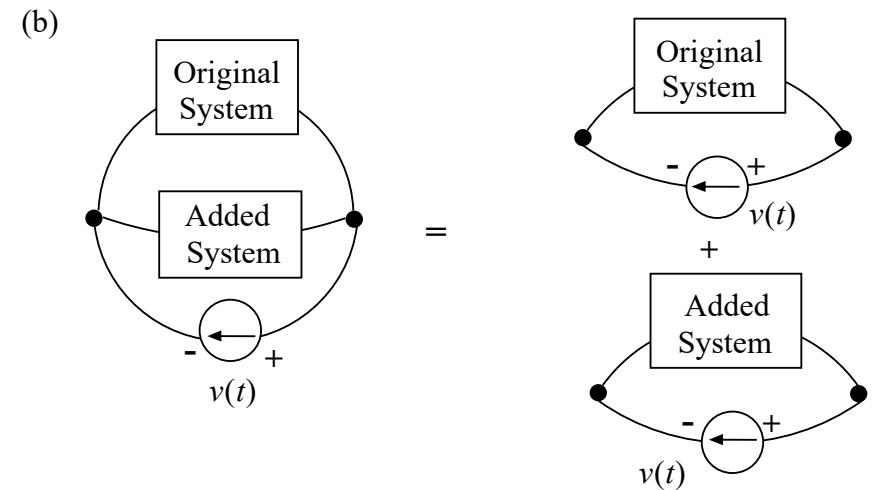 (b)
Original
System
Added
System
-
+
v(t)
=
Original
System
-
+
v(t)
+
Added
System
-
+
v(t)